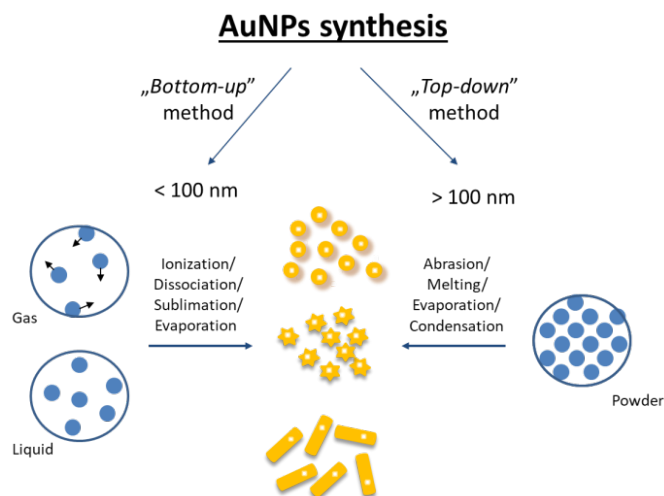 AuNPs synthesis
„Bottom-up”
method
„Top-down”
method
< 100 nm
> 100 nm
Ionization/
Dissociation/
Sublimation/
Evaporation
Abrasion/
Melting/
Evaporation/
Condensation
Gas
Liquid
Powder